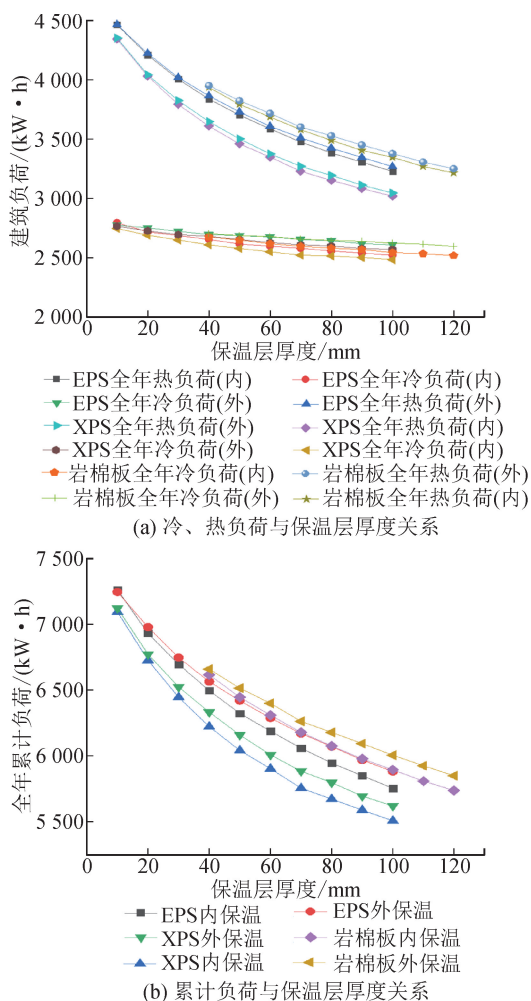 4 500
4 000
3 500
3 000
2 500
2 000
建筑负荷/(kW·h)
0 20 40 60 80 100 120
保温层厚度/mm
EPS全年热负荷(内) EPS全年冷负荷(内)
EPS全年冷负荷(外) EPS全年热负荷(外)
XPS全年热负荷(外) XPS全年热负荷(内)
XPS全年冷负荷(外) XPS全年冷负荷(内)
岩棉板全年冷负荷(内) 岩棉板全年热负荷(外)
岩棉板全年冷负荷(外) 岩棉板全年热负荷(内)
(a) 冷、热负荷与保温层厚度关系
7 500
7 000
6 500
6 000
5 500
全年累计负荷/(kW·h)
0 20 40 60 80 100 120
保温层厚度/mm
EPS内保温 EPS外保温
XPS外保温 岩棉板内保温
XPS内保温 岩棉板外保温
(b) 累计负荷与保温层厚度关系